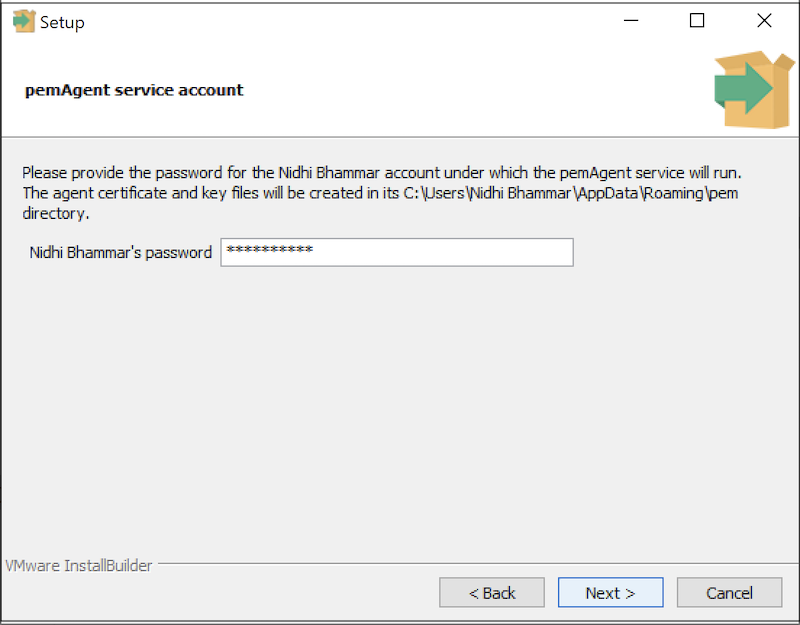 Setup
pemAgent service account
Please provide the password for the Nidhi Bhammar account under which the pemAgent service will run.
The agent certificate and key files will be created in its C:\Users\Nidhi Bhammar\AppData\Roaming\pem
directory.
Nidhi Bhammar's password **********
VMware InstallBuilder
< Back Next > Cancel